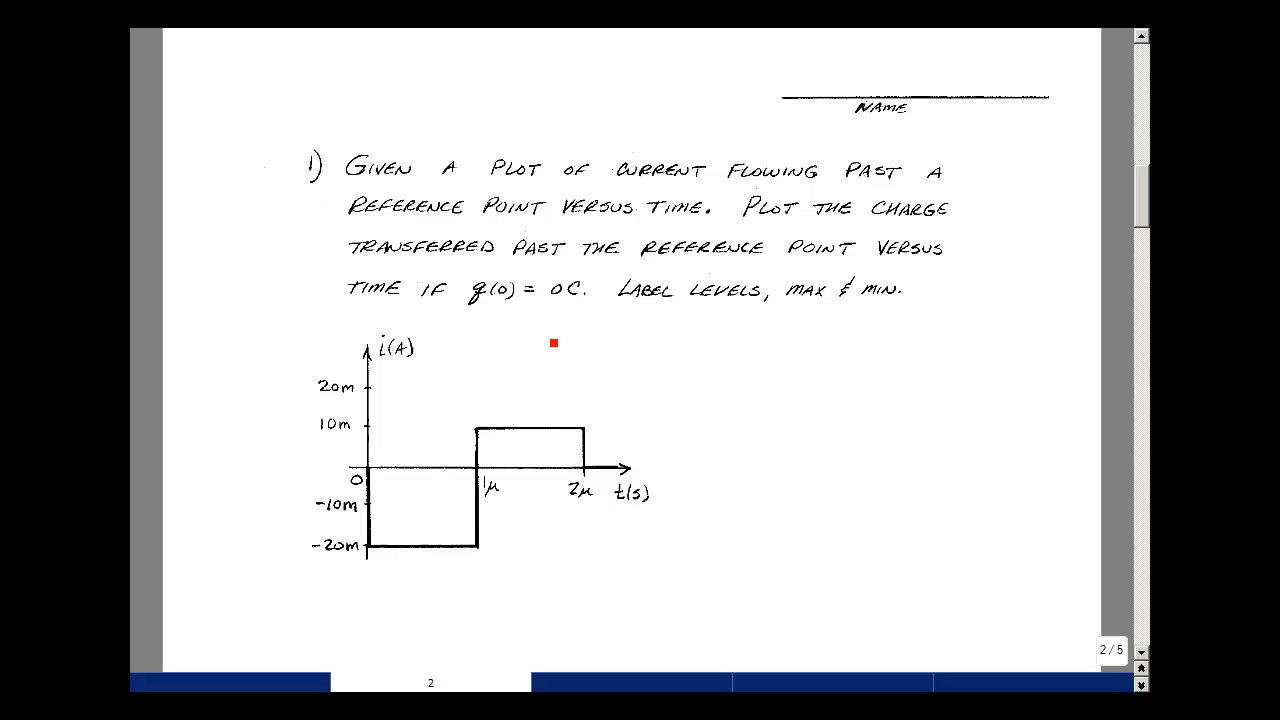 NAME
1) GIVEN A PLOT OF CURRENT FLOWING PAST A
REFERENCE POINT VERSUS TIME. PLOT THE CHARGE
TRANSFERRED PAST THE REFERENCE POINT VERSUS
TIME IF q(0) = 0C. LABEL LEVELS, MAX & MIN.
i(A)
20m
10m
0
1μ
2μ
t(s)
-10m
-20m
2 / 5
2